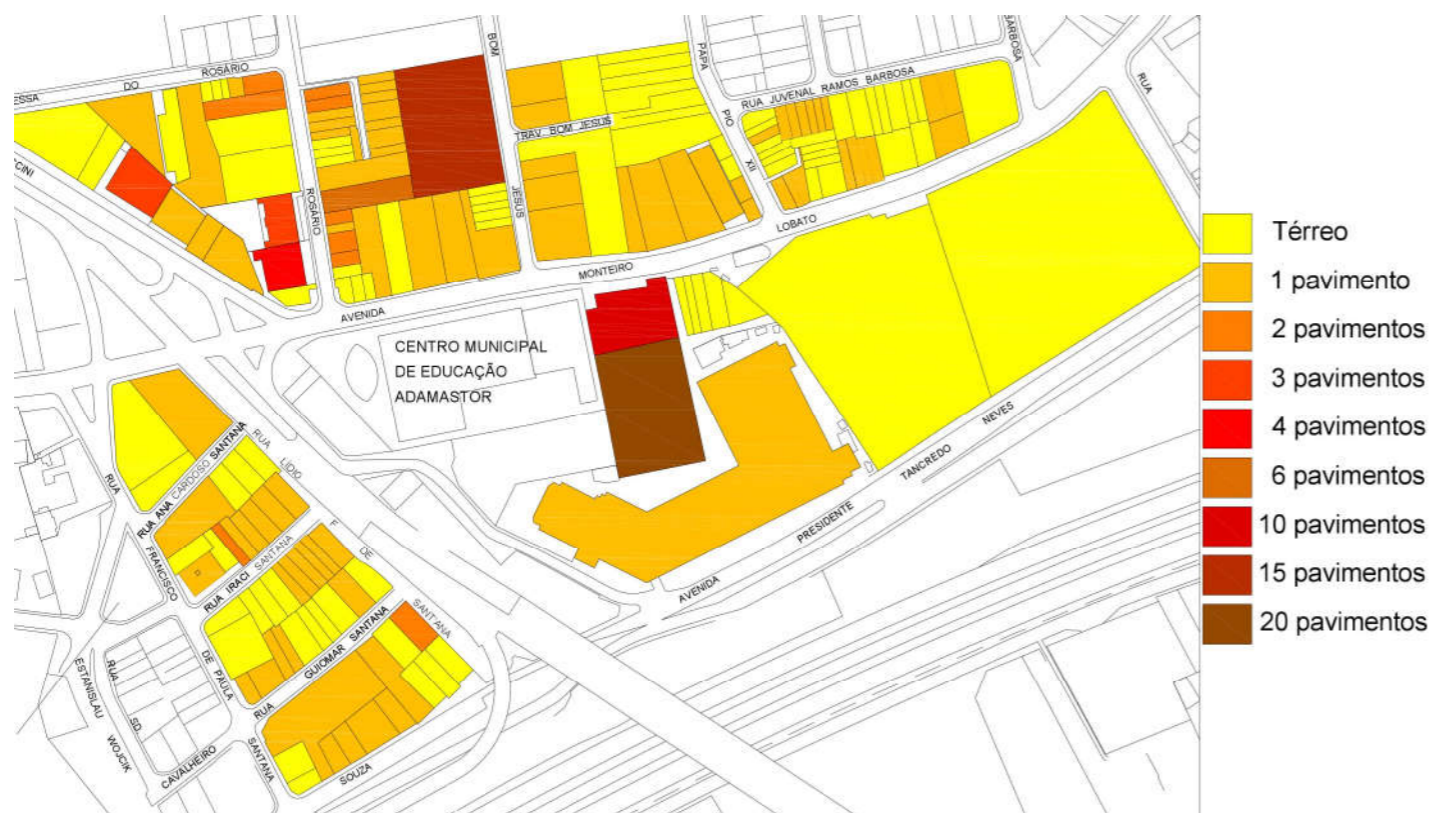 ESSA DO ROSÁRIO
BOM
JESUS
PAPA
PIO
XII
BARBOSA
RUA
RUA JUVENAL RAMOS BARBOSA
TRAV. BOM JESUS
CINI
ROSÁRIO
AVENIDA MONTEIRO LOBATO
CENTRO MUNICIPAL
DE EDUCAÇÃO
ADAMASTOR
AVENIDA PRESIDENTE TANCREDO NEVES
RUA LIDIO F. DE SANT'ANA
RUA ANA CARDOSO SANTANA
RUA FRANCISCO DE PAULA SANTANA
RUA IRACI SANTANA
RUA GUIOMAR SANTANA
SOUZA
ESTANISLAU WOJCIK
RUA SD.
CAVALHEIRO
Térreo
1 pavimento
2 pavimentos
3 pavimentos
4 pavimentos
6 pavimentos
10 pavimentos
15 pavimentos
20 pavimentos